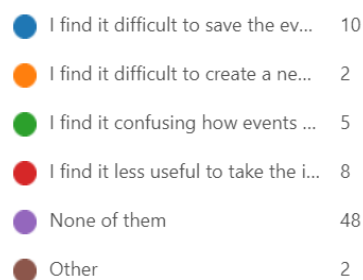 I find it difficult to save the ev... 10
I find it difficult to create a ne... 2
I find it confusing how events ... 5
I find it less useful to take the i... 8
None of them 48
Other 2